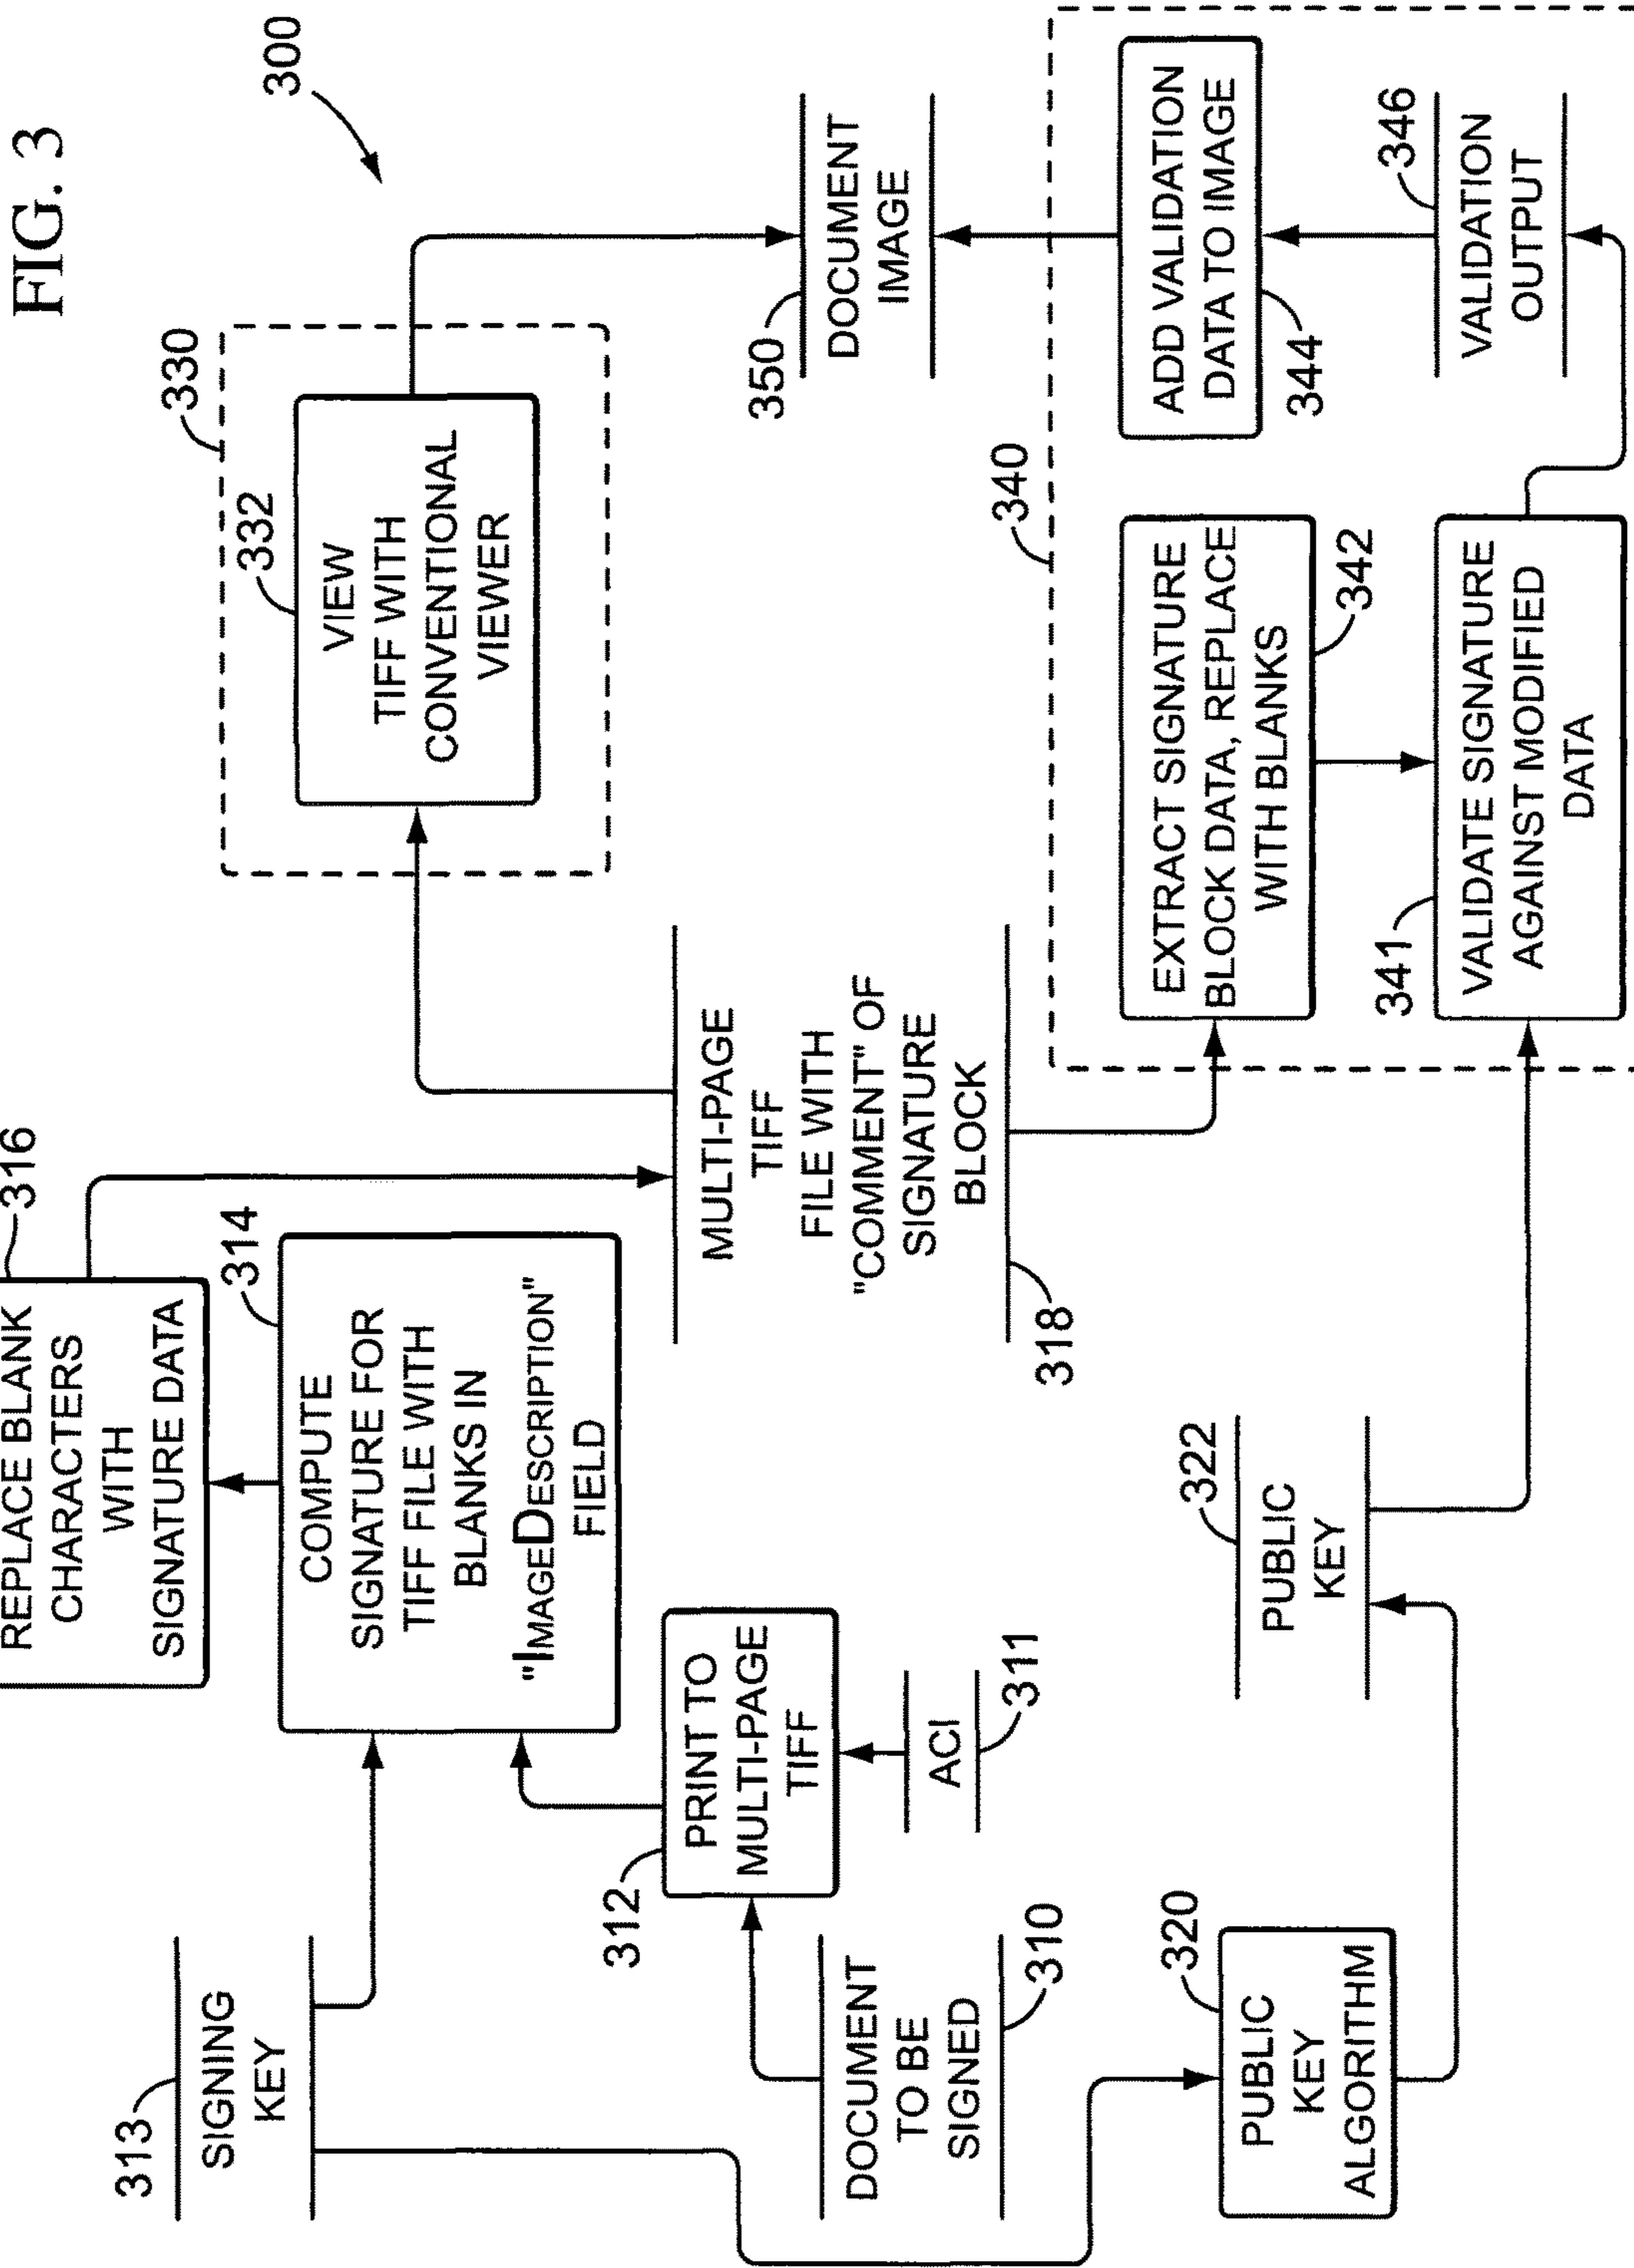 FIG. 3
300
316
REPLACE BLANK
CHARACTERS
WITH
SIGNATURE DATA
314
COMPUTE
SIGNATURE FOR
TIFF FILE WITH
BLANKS IN
"IMAGEDESCRIPTION"
FIELD
313
SIGNING
KEY
312
PRINT TO
MULTI-PAGE
TIFF
ACI
311
DOCUMENT
TO BE
SIGNED
310
320
PUBLIC
KEY
ALGORITHM
322
PUBLIC
KEY
MULTI-PAGE
TIFF
FILE WITH
"COMMENT" OF
SIGNATURE
BLOCK
318
330
332
VIEW
TIFF WITH
CONVENTIONAL
VIEWER
350
DOCUMENT
IMAGE
340
EXTRACT SIGNATURE
BLOCK DATA, REPLACE
WITH BLANKS
342
341
VALIDATE SIGNATURE
AGAINST MODIFIED
DATA
ADD VALIDATION
DATA TO IMAGE
344
346
VALIDATION
OUTPUT